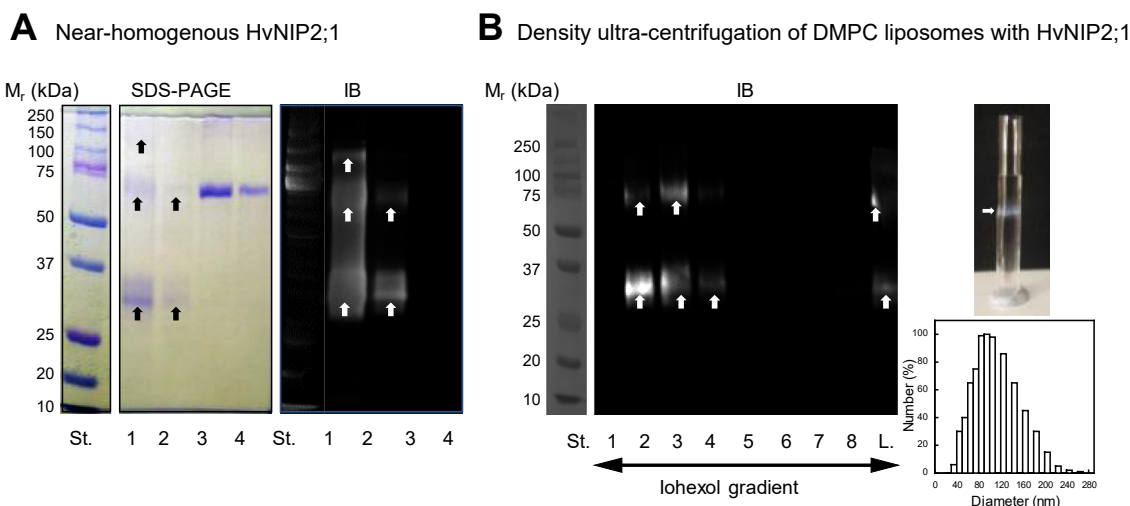 A Near-homogenous HvNIP2;1
Mr (kDa)
SDS-PAGE
IB
250
150
100
75
50
37
25
20
10
St.
1 2 3 4
St. 1 2 3 4
B Density ultra-centrifugation of DMPC liposomes with HvNIP2;1
Mr (kDa)
IB
250
100
75
50
37
25
20
10
St. 1 2 3 4 5 6 7 8 L.
Iohexol gradient
Number (%)
100
80
60
40
20
0
0 40 80 120 160 200 240 280
Diameter (nm)